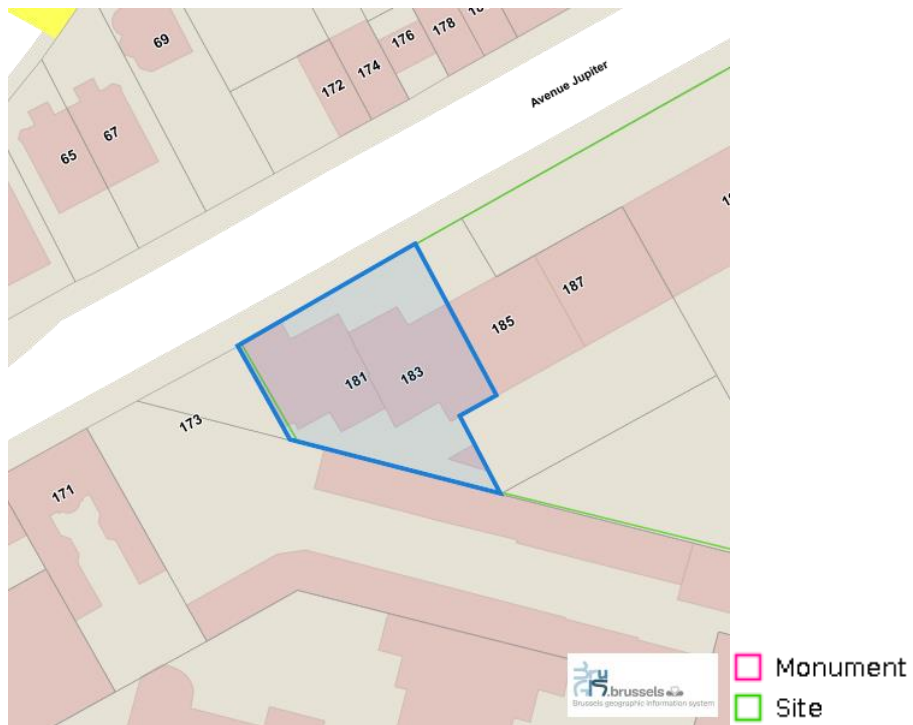 69
178
176
174
172
Avenue Jupiter
67
65
187
185
183
181
173
171
.brussels
Brussels geographic information system
Monument
Site